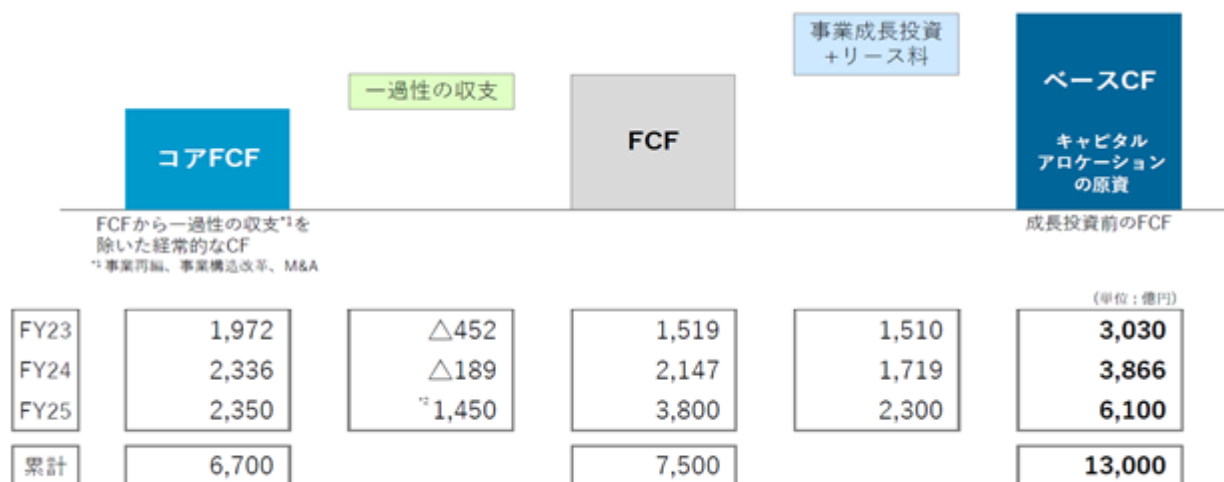 事業成長投資
+リース料
一過性の収支
ベースCF
コアFCF
FCF
キャピタル
アロケーション
の原資
FCFから一過性の収支*1を
除いた経常的なCF
*1 事業再編、事業構造改革、M&A
成長投資前のFCF
(単位:億円)
FY23 1,972 △452 1,519 1,510 3,030
FY24 2,336 △189 2,147 1,719 3,866
FY25 2,350 *2 1,450 3,800 2,300 6,100
累計 6,700 7,500 13,000